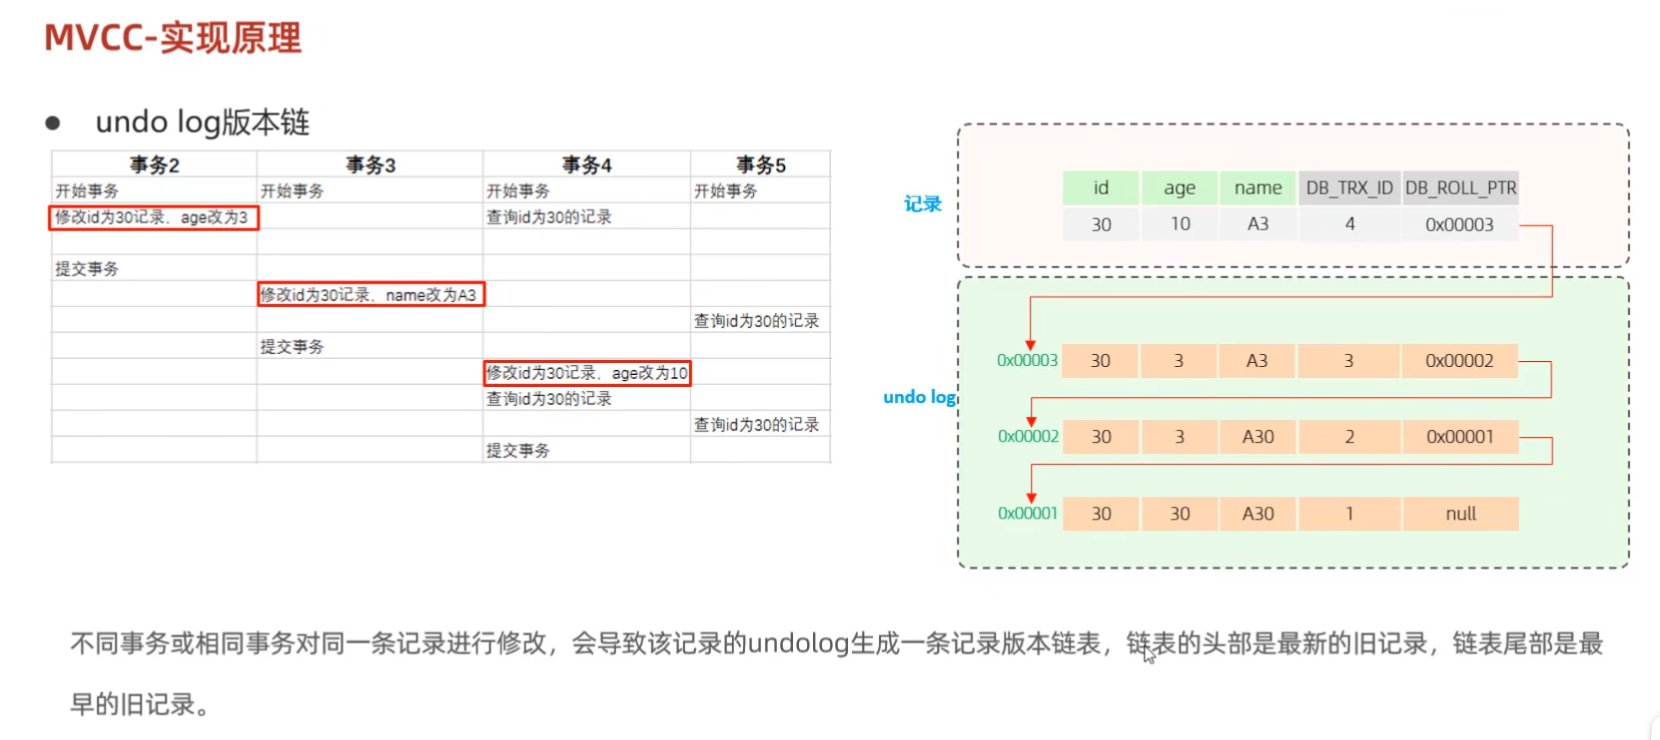 MVCC-实现原理
● undo log版本链
事务2 事务3 事务4 事务5
开始事务 开始事务 开始事务 开始事务
修改id为30记录、age改为3 查询id为30的记录
提交事务
修改id为30记录、name改为A3
查询id为30的记录
提交事务
修改id为30记录、age改为10
查询id为30的记录
查询id为30的记录
提交事务
记录
id age name DB_TRX_ID DB_ROLL_PTR
30 10 A3 4 0x00003
undo log
0x00003 30 3 A3 3 0x00002
0x00002 30 3 A30 2 0x00001
0x00001 30 30 A30 1 null
不同事务或相同事务对同一条记录进行修改，会导致该记录的undolog生成一条记录版本链表，链表的头部是最新的旧记录，链表尾部是最
早的旧记录。